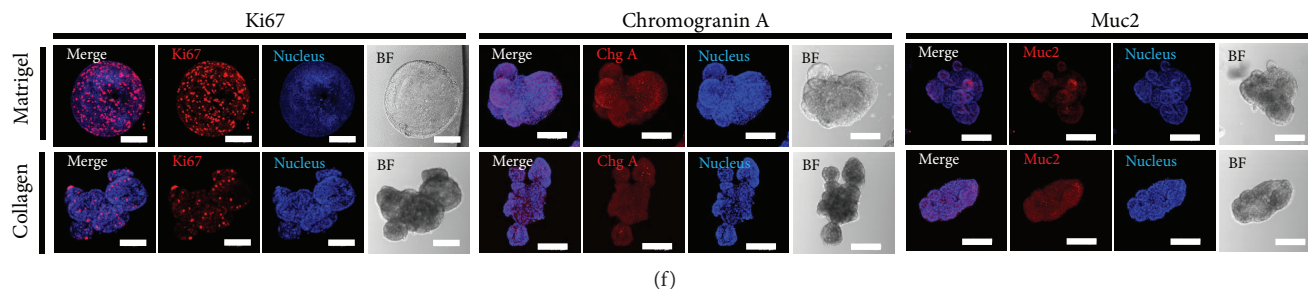 Ki67 Chromogranin A Muc2
Matrigel
Merge Ki67 Nucleus BF Merge Chg A Nucleus BF Merge Muc2 Nucleus BF
Collagen
Merge Ki67 Nucleus BF Merge Chg A Nucleus BF Merge Muc2 Nucleus BF
(f)